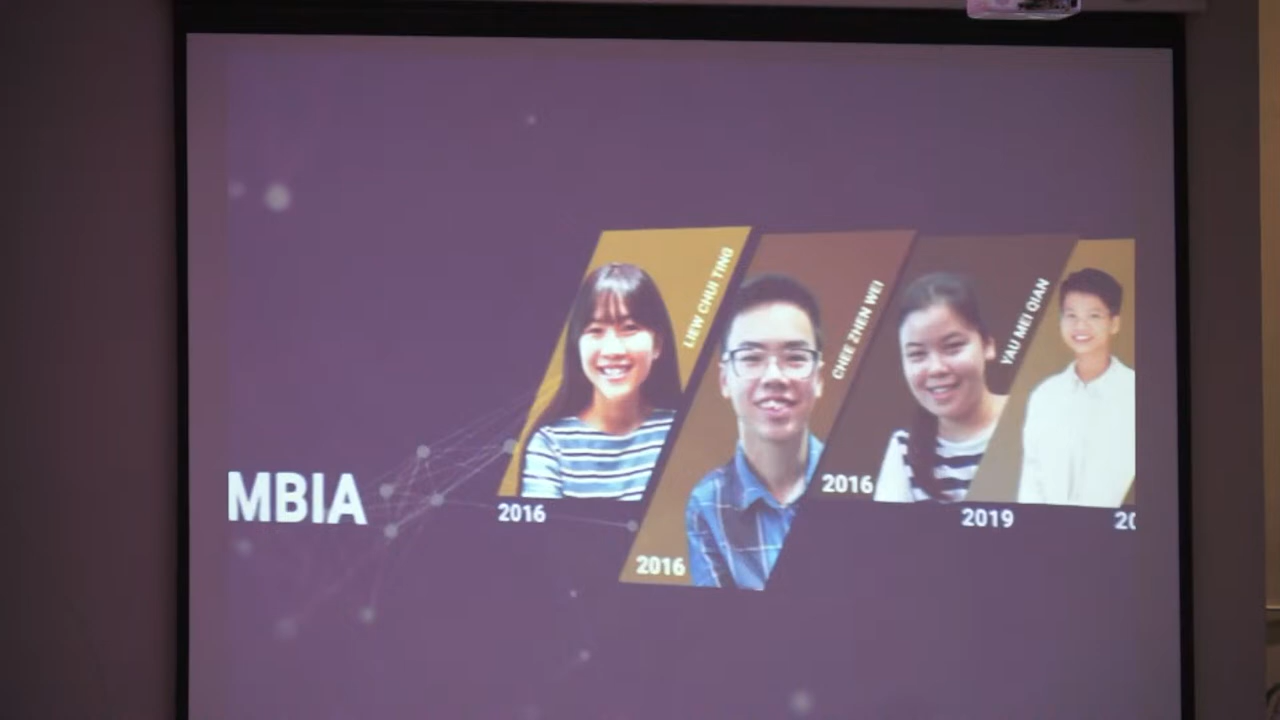 MBIA
LIEW CHUI TING
2016
CHEE ZHEN WEI
2016
YAU MEI QIAN
2016
2019